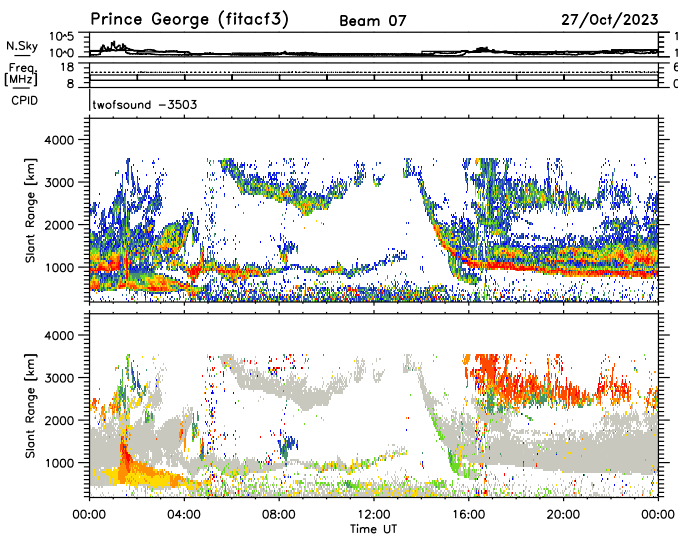 Prince George (fitacf3) Beam 07 27/Oct/2023
10^5
N.Sky 10^0
Freq. 18 6
[MHz] 8 0
CPID twofsound -3503
4000
3000
Slant Range [km]
2000
1000
4000
3000
Slant Range [km]
2000
1000
00:00 04:00 08:00 12:00 16:00 20:00 00:00
Time UT